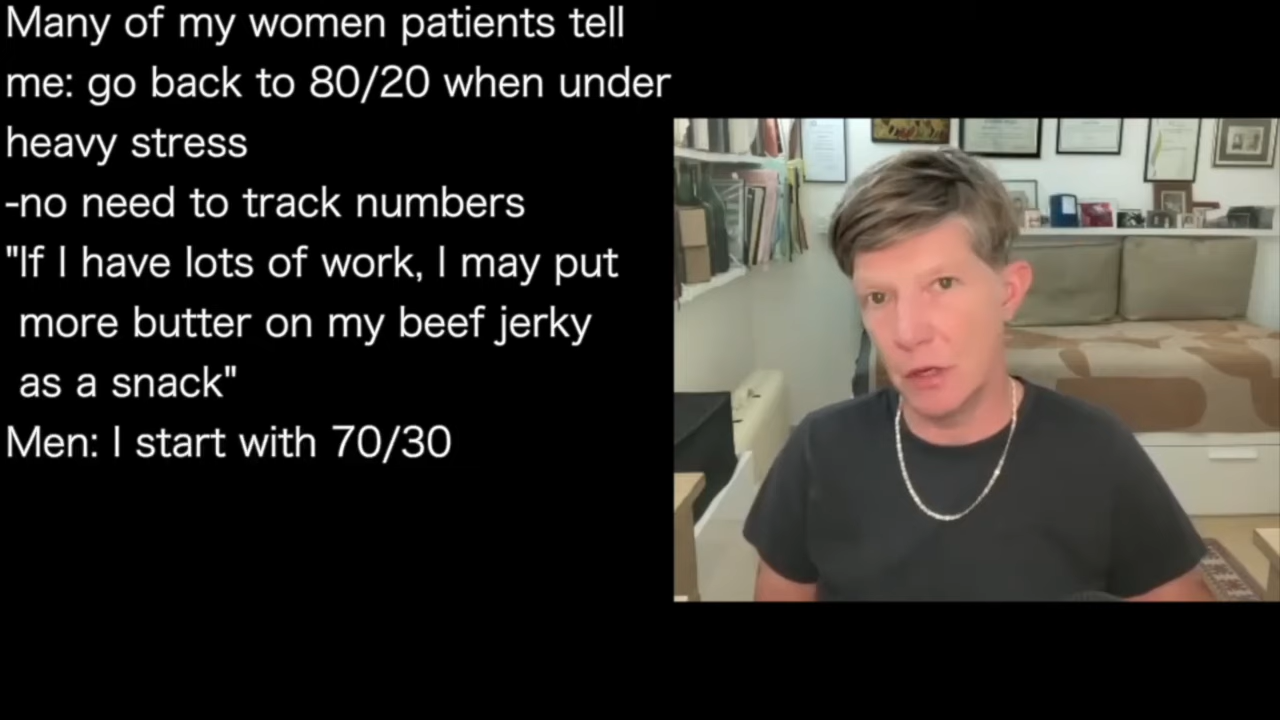 Many of my women patients tell
me: go back to 80/20 when under
heavy stress
-no need to track numbers
"If I have lots of work, I may put
more butter on my beef jerky
as a snack"
Men: I start with 70/30